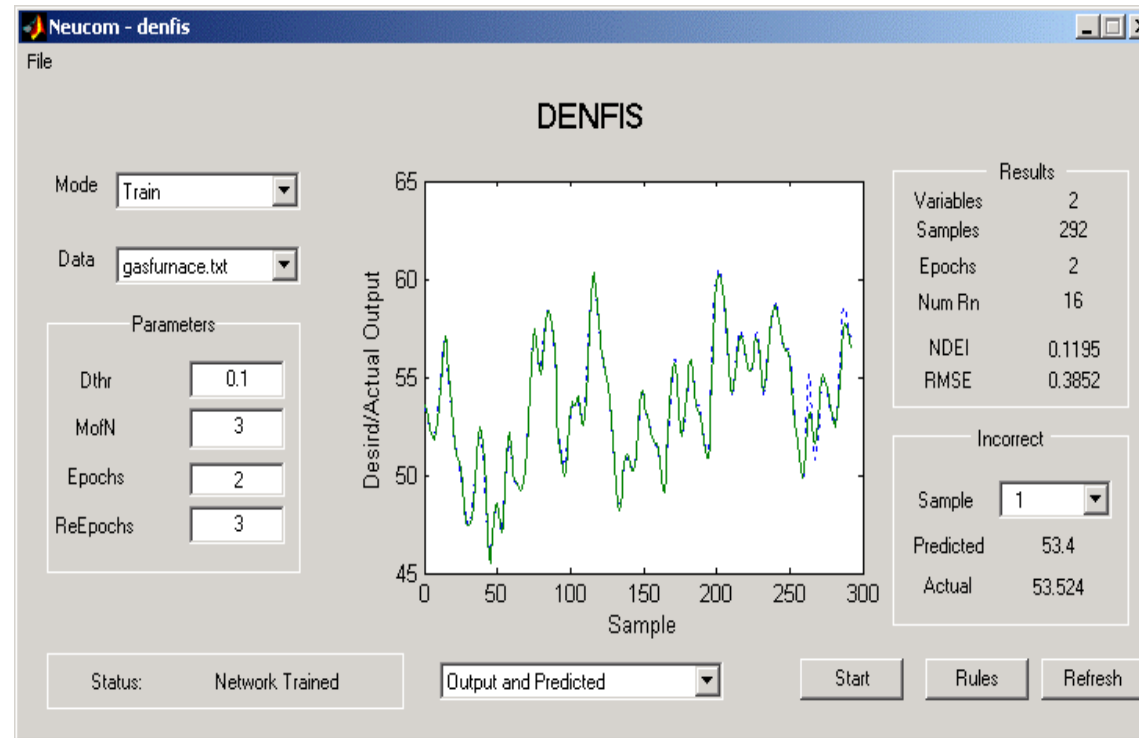 Neucom - denfis
File
DENFIS
Mode
Train
Data
gasfurnace.txt
Parameters
Dthr
0.1
MofN
3
Epochs
2
ReEpochs
3
Desird/Actual Output
65
60
55
50
45
0
50
100
150
200
250
300
Sample
Results
Variables 2
Samples 292
Epochs 2
Num Rn 16
NDEI 0.1195
RMSE 0.3852
Incorrect
Sample 1
Predicted 53.4
Actual 53.524
Status: Network Trained
Output and Predicted
Start
Rules
Refresh